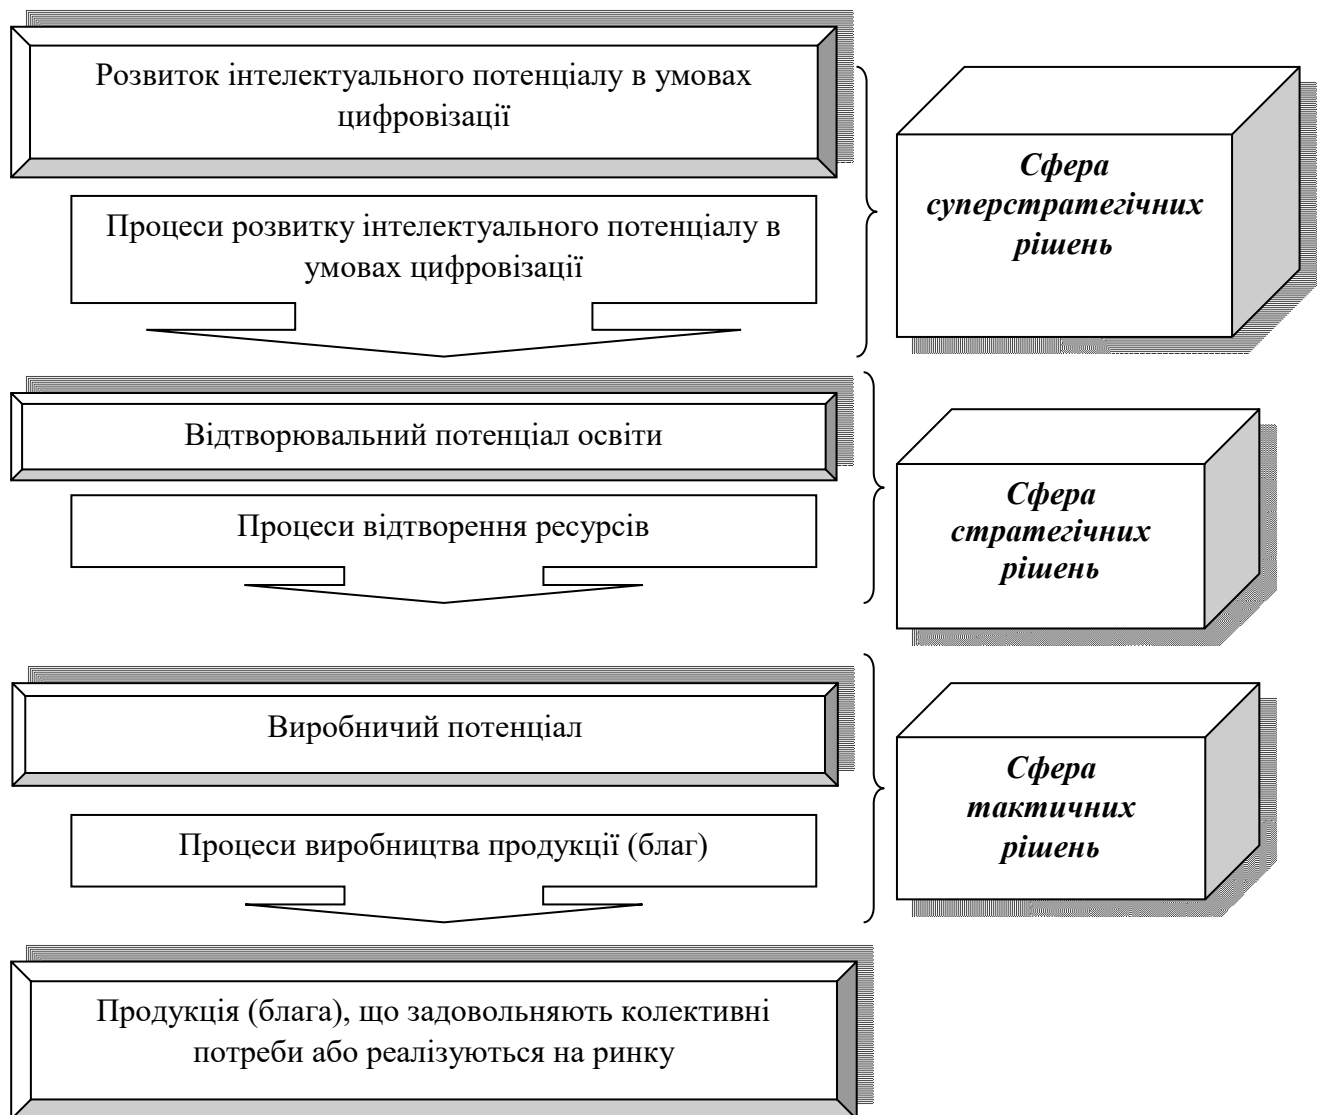 Розвиток інтелектуального потенціалу в умовах
цифровізації
Сфера
суперстратегічних
рішень
Процеси розвитку інтелектуального потенціалу в
умовах цифровізації
Відтворювальний потенціал освіти
Процеси відтворення ресурсів
Сфера
стратегічних
рішень
Виробничий потенціал
Процеси виробництва продукції (благ)
Сфера
тактичних
рішень
Продукція (блага), що задовольняють колективні
потреби або реалізуються на ринку